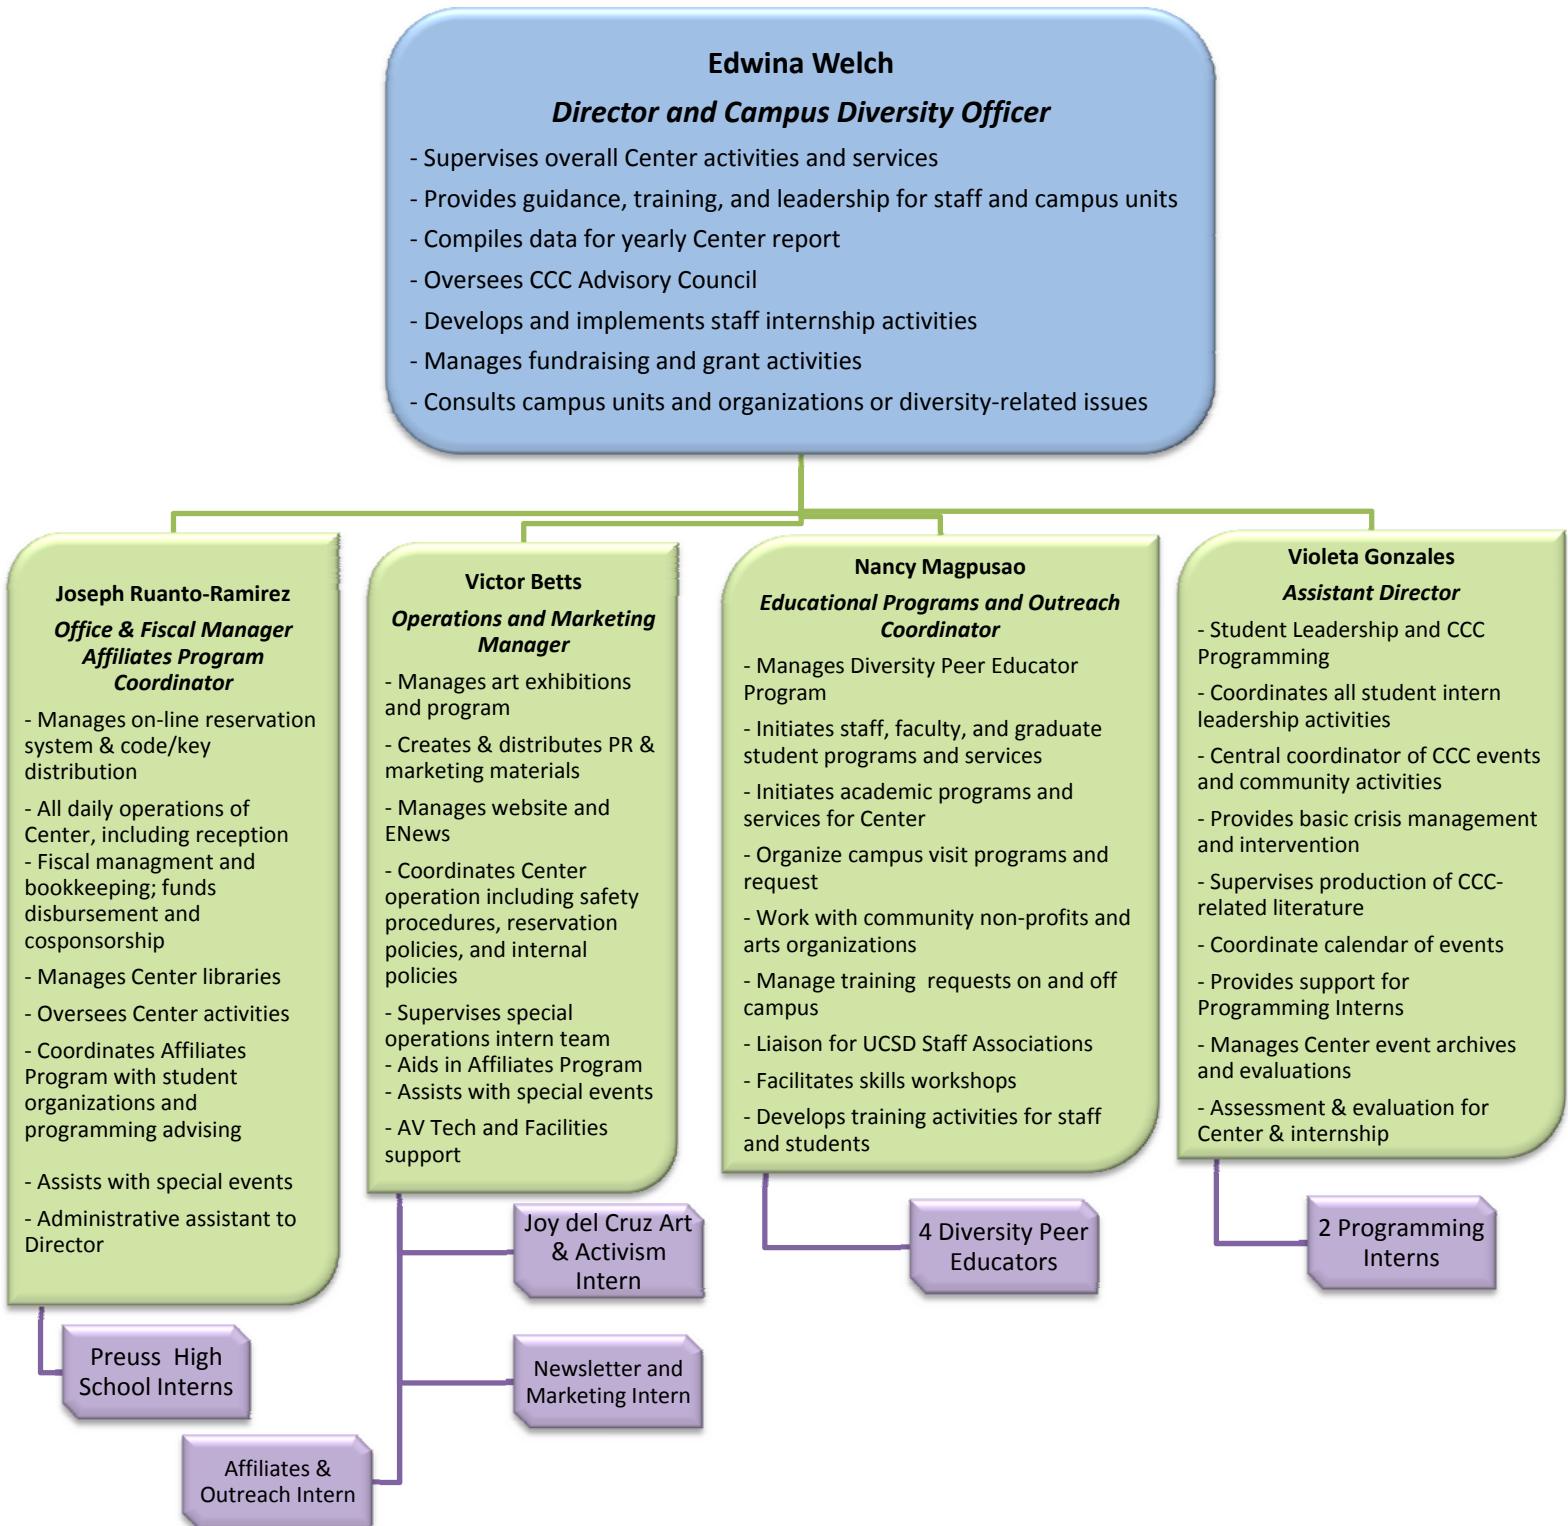 Edwina Welch
Director and Campus Diversity Officer
- Supervises overall Center activities and services
- Provides guidance, training, and leadership for staff and campus units
- Compiles data for yearly Center report
- Oversees CCC Advisory Council
- Develops and implements staff internship activities
- Manages fundraising and grant activities
- Consults campus units and organizations or diversity-related issues
Joseph Ruanto-Ramirez
Office & Fiscal Manager
Affiliates Program
Coordinator
- Manages on-line reservation
system & code/key
distribution
- All daily operations of
Center, including reception
- Fiscal managment and
bookkeeping; funds
disbursement and
cosponsorship
- Manages Center libraries
- Oversees Center activities
- Coordinates Affiliates
Program with student
organizations and
programming advising
- Assists with special events
- Administrative assistant to
Director
Victor Betts
Operations and Marketing
Manager
- Manages art exhibitions
and program
- Creates & distributes PR &
marketing materials
- Manages website and
ENews
- Coordinates Center
operation including safety
procedures, reservation
policies, and internal
policies
- Supervises special
operations intern team
- Aids in Affiliates Program
- Assists with special events
- AV Tech and Facilities
support
Nancy Magpusao
Educational Programs and Outreach
Coordinator
- Manages Diversity Peer Educator
Program
- Initiates staff, faculty, and graduate
student programs and services
- Initiates academic programs and
services for Center
- Organize campus visit programs and
request
- Work with community non-profits and
arts organizations
- Manage training  requests on and off
campus
- Liaison for UCSD Staff Associations
- Facilitates skills workshops
- Develops training activities for staff
and students
Violeta Gonzales
Assistant Director
- Student Leadership and CCC
Programming
- Coordinates all student intern
leadership activities
- Central coordinator of CCC events
and community activities
- Provides basic crisis management
and intervention
- Supervises production of CCC-
related literature
- Coordinate calendar of events
- Provides support for
Programming Interns
- Manages Center event archives
and evaluations
- Assessment & evaluation for
Center & internship
Preuss  High
School Interns
Joy del Cruz Art
& Activism
Intern
Newsletter and
Marketing Intern
Affiliates &
Outreach Intern
4 Diversity Peer
Educators
2 Programming
Interns